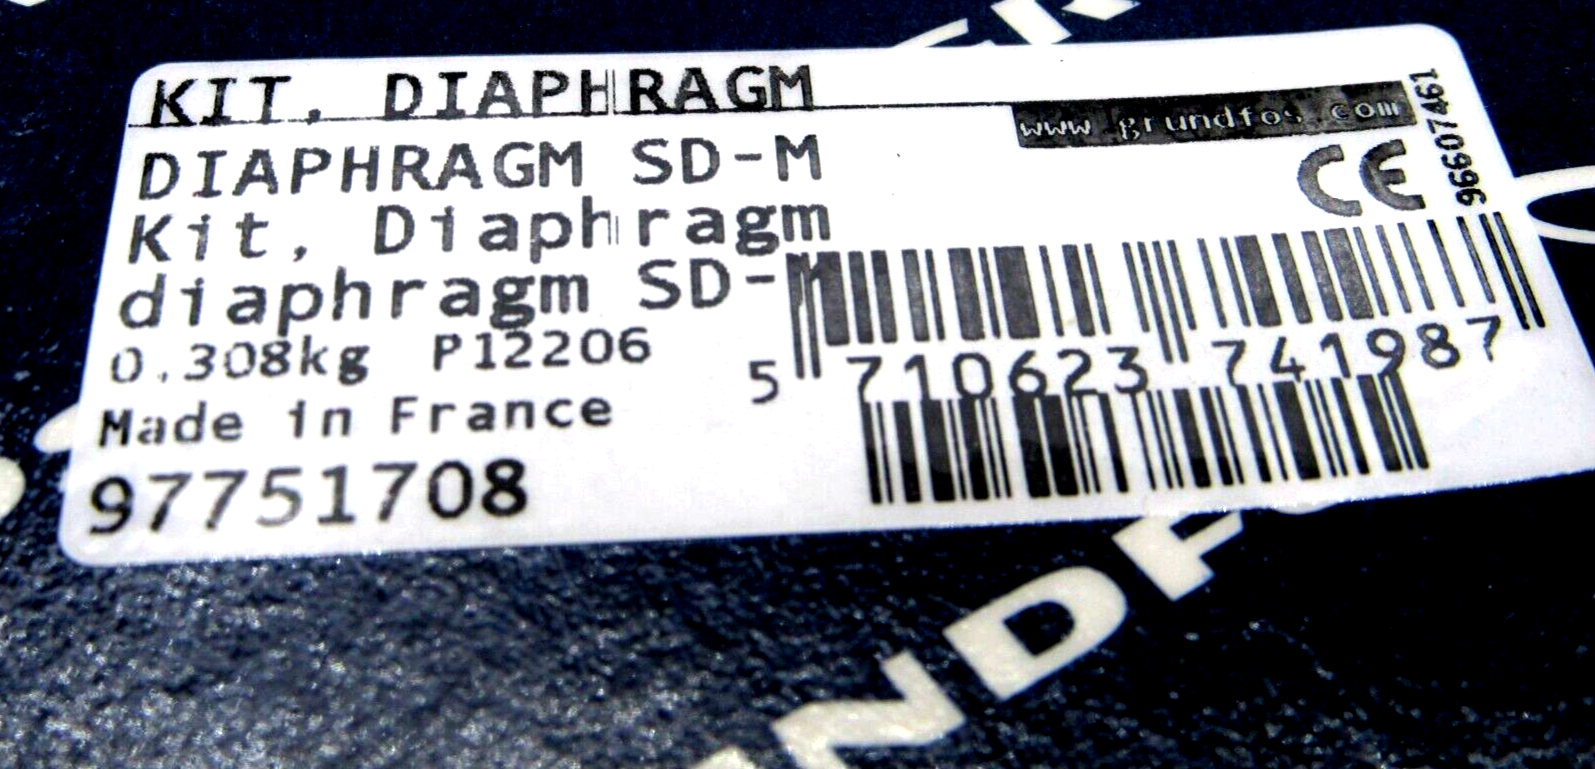 KIT, DIAPHRAGM
www.grundfos.com
96607461
DIAPHRAGM SD-M
Kit, Diaphragm
diaphragm SD-M
0.308kg P12206
5 710623 741987
Made in France
97751708
CE